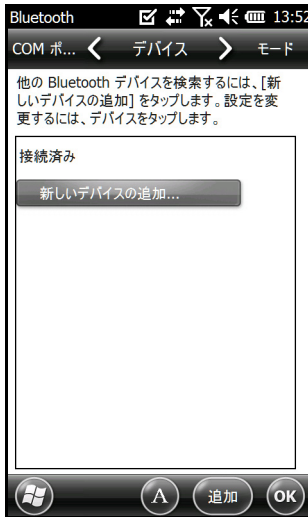 Bluetooth 13:52
COM ポ... デバイス モード
他の Bluetooth デバイスを検索するには、[新
しいデバイスの追加] をタップします。設定を変
更するには、デバイスをタップします。
接続済み
新しいデバイスの追加...
A 追加 OK